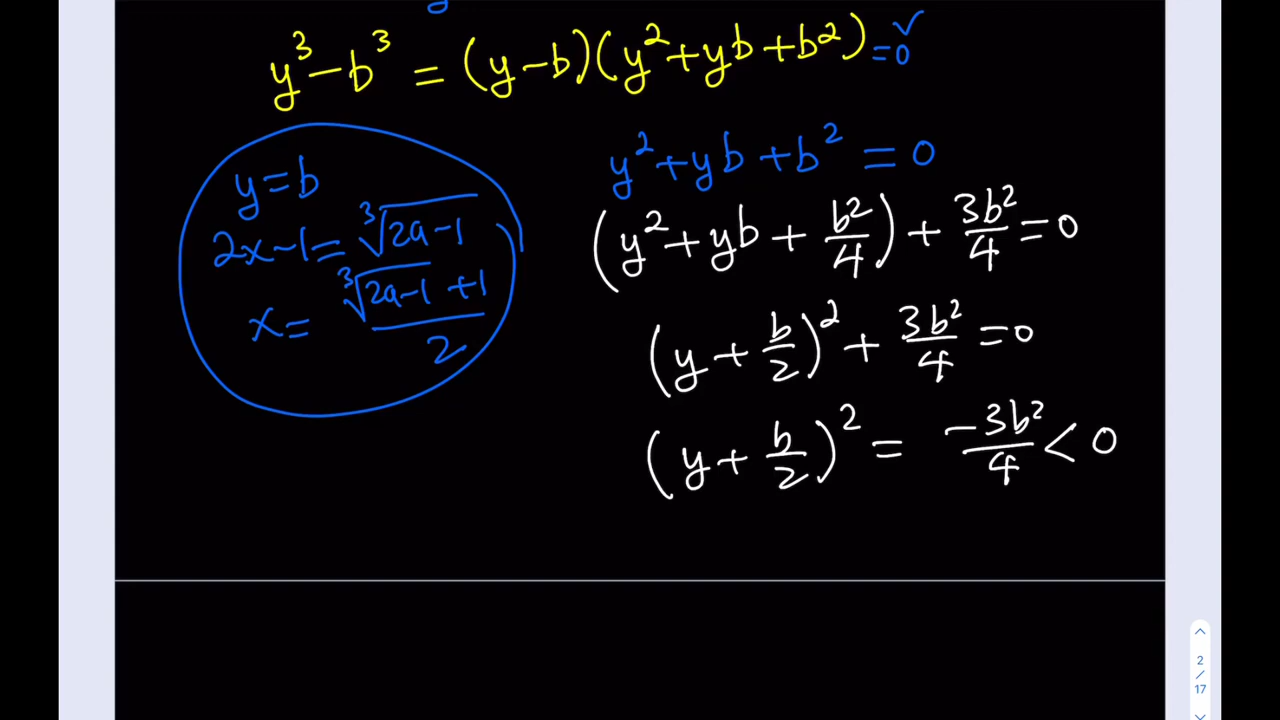 y³ − b³ = (y − b)(y² + yb + b²) = 0 ✓
y = b
2x − 1 = ∛(2a − 1)
x = (∛(2a − 1) + 1)/2
y² + yb + b² = 0
(y² + yb + b²/4) + 3b²/4 = 0
(y + b/2)² + 3b²/4 = 0
(y + b/2)² = −3b²/4 < 0
2
/
17